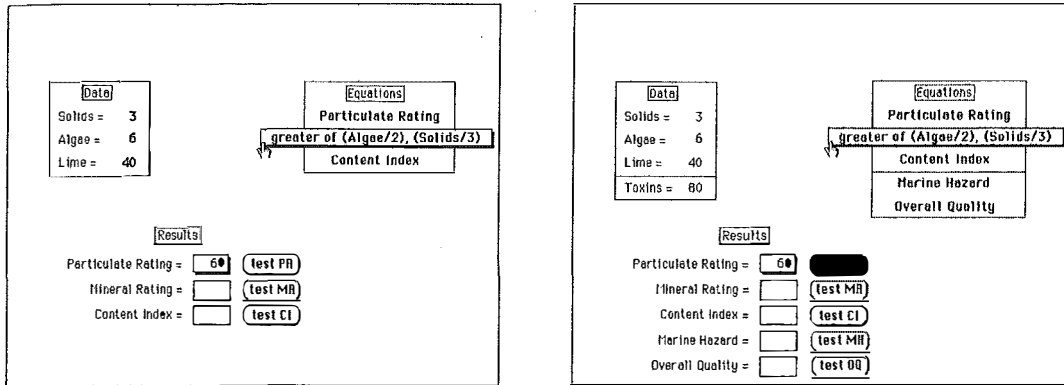 Data
Solids = 3
Algae = 6
Lime = 40
Equations
Particulate Rating
greater of (Algae/2), (Solids/3)
Content Index
Results
Particulate Rating = 6 test PR
Mineral Rating = test MR
Content Index = test CI
Data
Solids = 3
Algae = 6
Lime = 40
Toxins = 80
Equations
Particulate Rating
greater of (Algae/2), (Solids/3)
Content Index
Marine Hazard
Overall Quality
Results
Particulate Rating = 6
Mineral Rating = test MR
Content Index = test CI
Marine Hazard = test MH
Overall Quality = test OQ